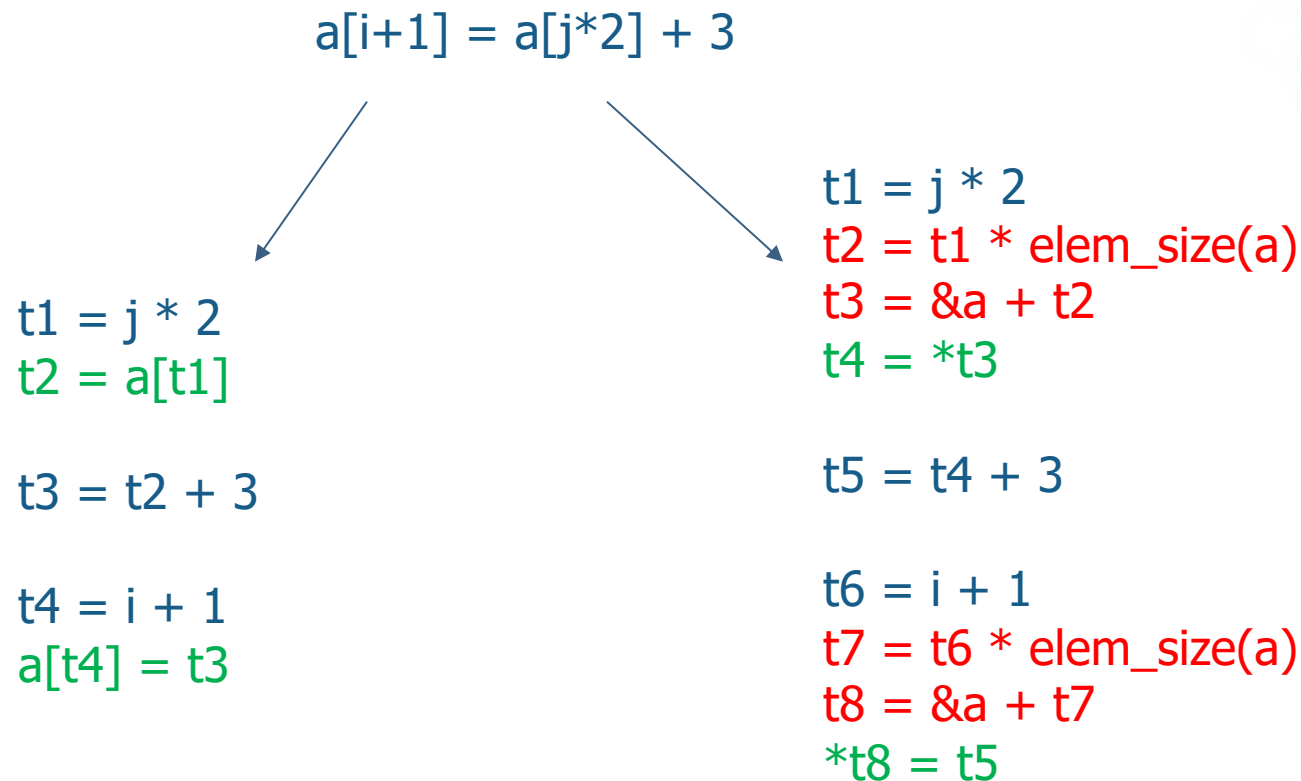 a[i+1] = a[j*2] + 3
t1 = j * 2
t2 = a[t1]
t3 = t2 + 3
t4 = i + 1
a[t4] = t3
t1 = j * 2
t2 = t1 * elem_size(a)
t3 = &a + t2
t4 = *t3
t5 = t4 + 3
t6 = i + 1
t7 = t6 * elem_size(a)
t8 = &a + t7
*t8 = t5